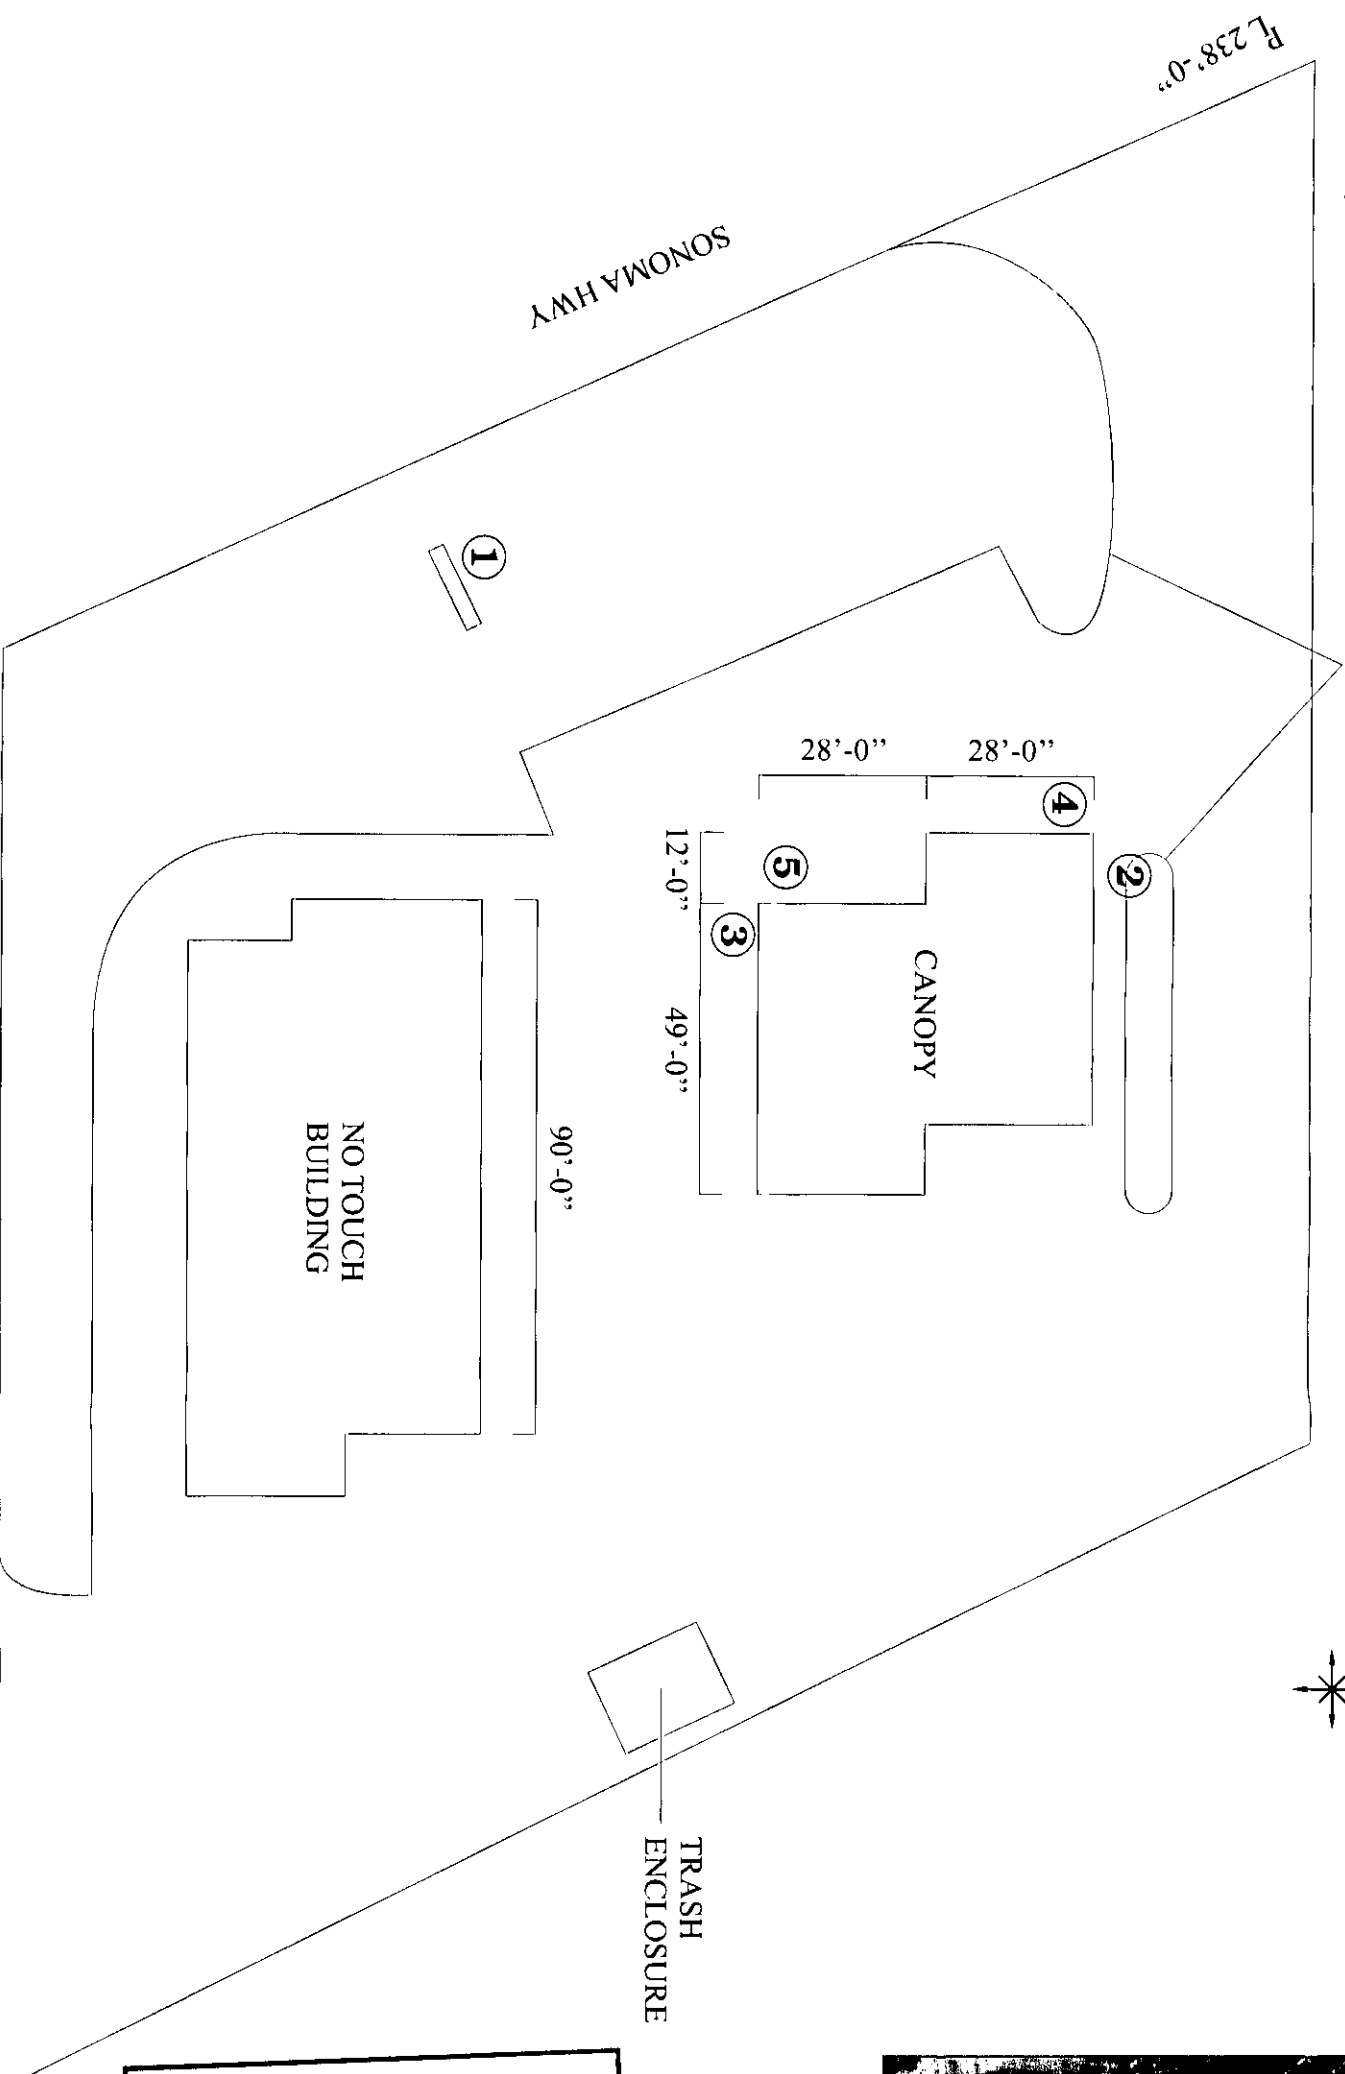 ℄ 238'-0"
SONOMA HWY
1
28'-0"
28'-0"
4
2
5
3
12'-0"
49'-0"
CANOPY
90'-0"
NO TOUCH
BUILDING
TRASH
ENCLOSURE